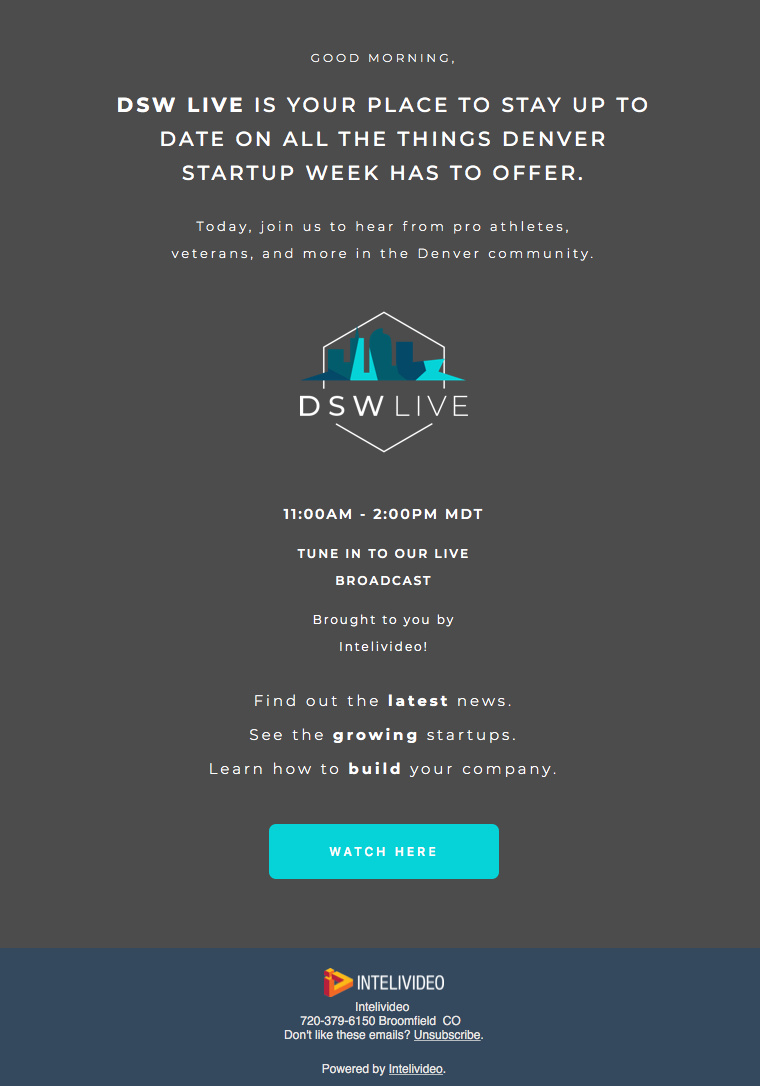 GOOD MORNING,
DSW LIVE IS YOUR PLACE TO STAY UP TO
DATE ON ALL THE THINGS DENVER
STARTUP WEEK HAS TO OFFER.
Today, join us to hear from pro athletes,
veterans, and more in the Denver community.
DSW LIVE
11:00AM - 2:00PM MDT
TUNE IN TO OUR LIVE
BROADCAST
Brought to you by
Intelivideo!
Find out the latest news.
See the growing startups.
Learn how to build your company.
WATCH HERE
INTELIVIDEO
Intelivideo
720-379-6150 Broomfield  CO
Don't like these emails? Unsubscribe.
Powered by Intelivideo.